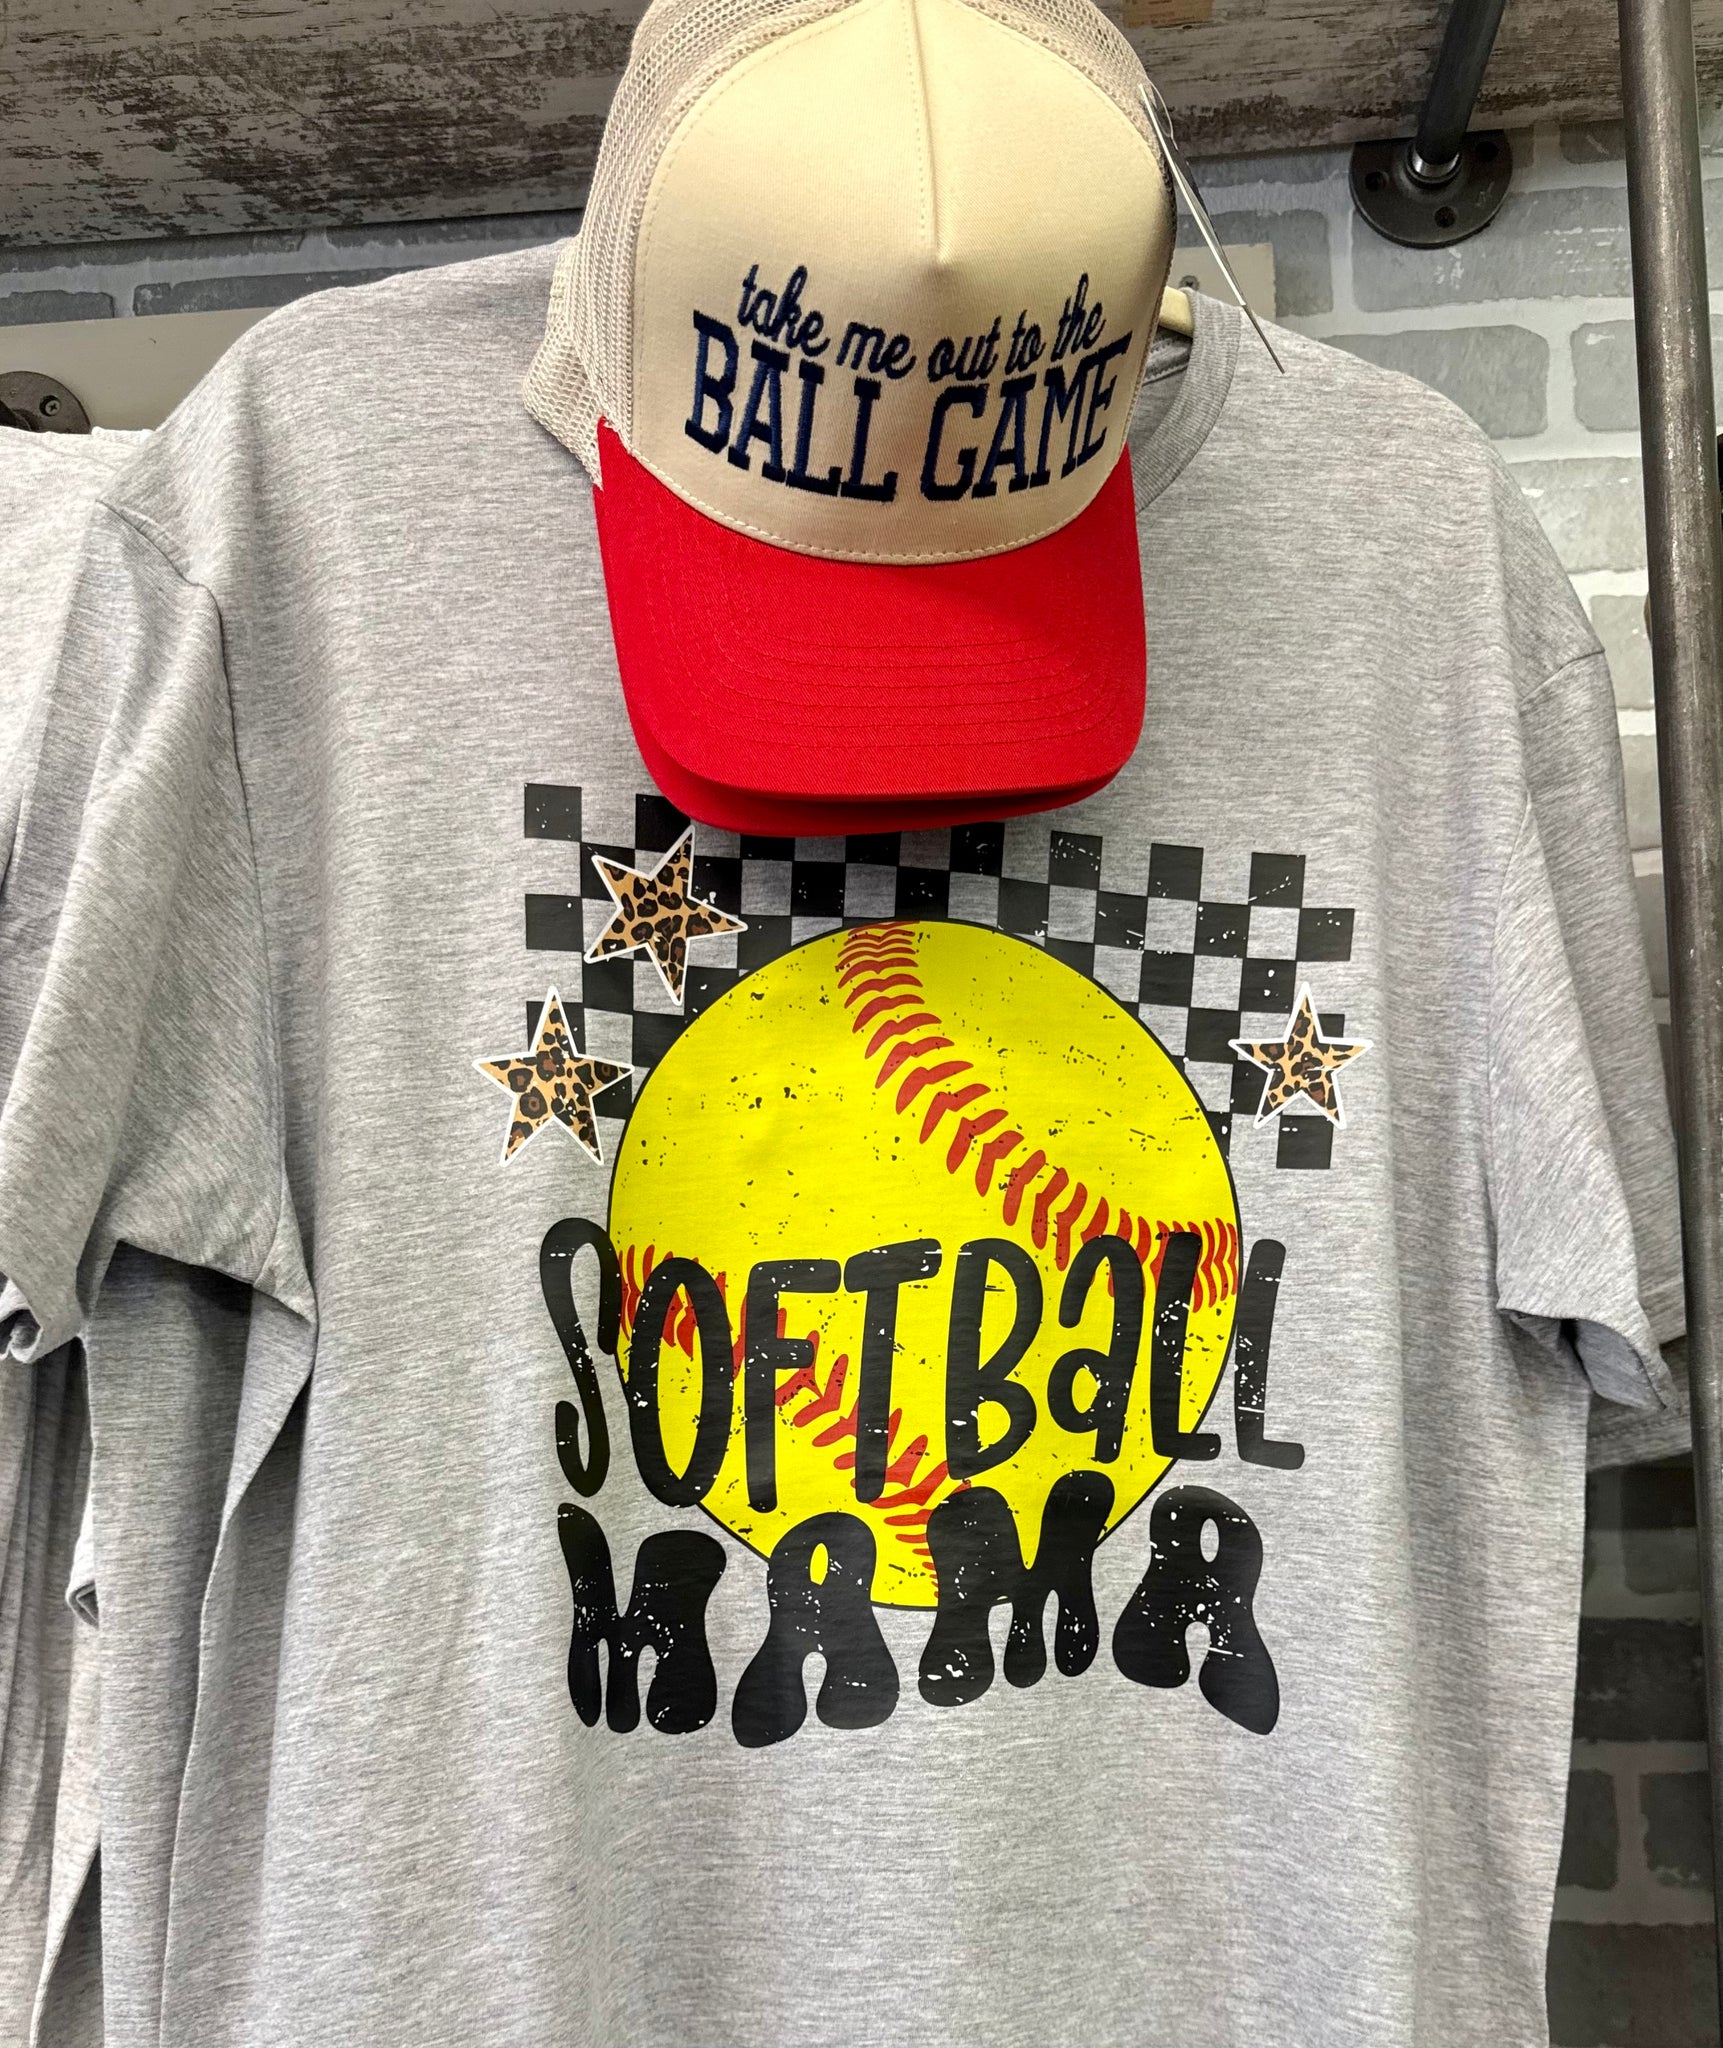 take me out to the
BALL GAME
SOFTBaLL
MAMA